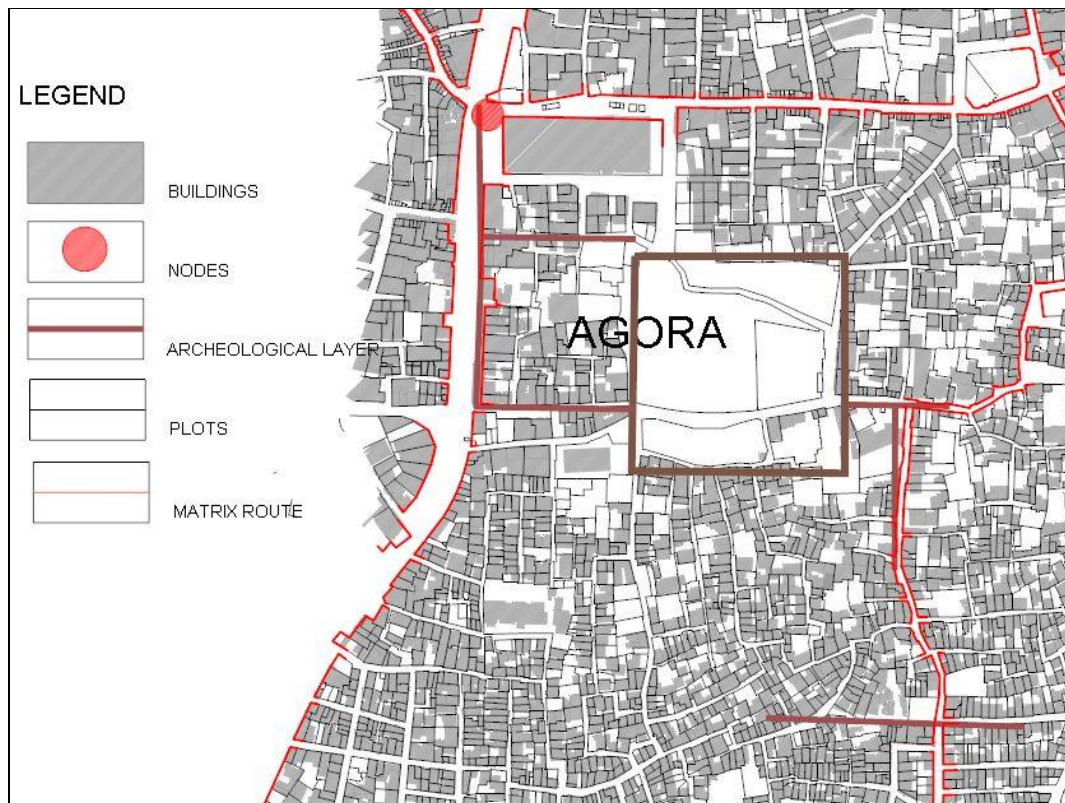 LEGEND
BUILDINGS
NODES
ARCHEOLOGICAL LAYER
PLOTS
MATRIX ROUTE
AGORA